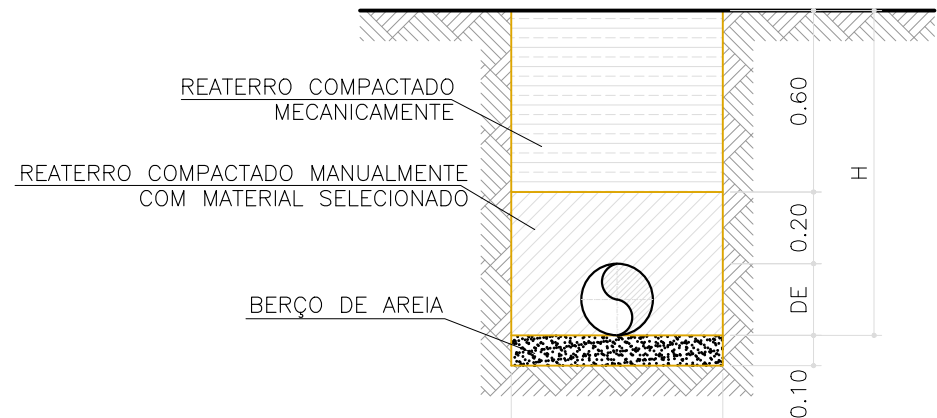 REATERRO COMPACTADO
MECANICAMENTE
REATERRO COMPACTADO MANUALMENTE
COM MATERIAL SELECIONADO
BERÇO DE AREIA
0.60
0.20
DE
0.10
H